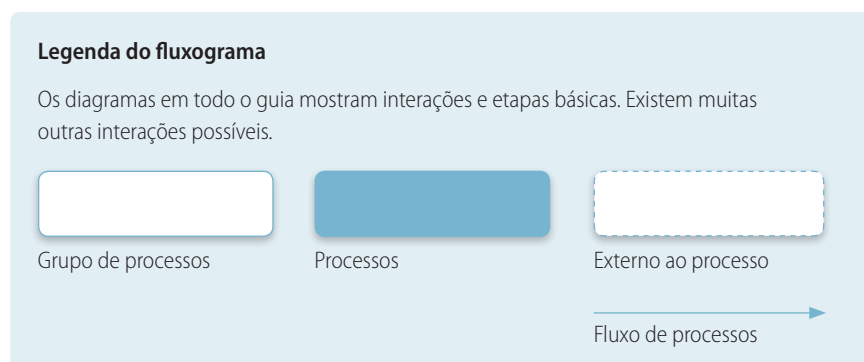 Legenda do fluxograma
Os diagramas em todo o guia mostram interações e etapas básicas. Existem muitas
outras interações possíveis.
Grupo de processos
Processos
Externo ao processo
Fluxo de processos